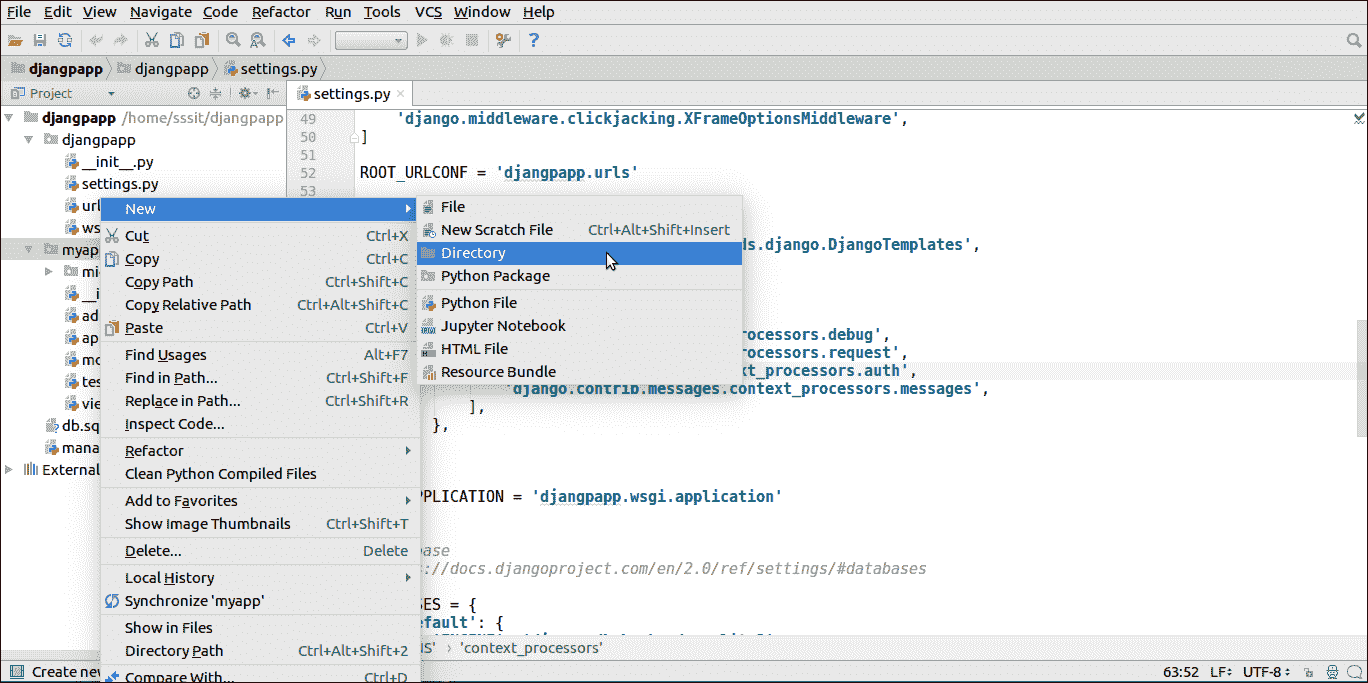 File Edit View Navigate Code Refactor Run Tools VCS Window Help
djangpapp djangpapp settings.py
Project
settings.py
djangpapp /home/sssit/djangpapp
djangpapp
__init__.py
settings.py
url
ws
myap
mi
__i
ad
ap
mo
tes
vie
db.sq
mana
External
New
Cut Ctrl+X
Copy Ctrl+C
Copy Path Ctrl+Shift+C
Copy Relative Path Ctrl+Alt+Shift+C
Paste Ctrl+V
Find Usages Alt+F7
Find in Path... Ctrl+Shift+F
Replace in Path... Ctrl+Shift+R
Inspect Code...
Refactor
Clean Python Compiled Files
Add to Favorites
Show Image Thumbnails Ctrl+Shift+T
Delete... Delete
Local History
Synchronize 'myapp'
Show in Files
Directory Path Ctrl+Alt+Shift+2
Compare With... Ctrl+D
File
New Scratch File Ctrl+Alt+Shift+Insert
Directory
Python Package
Python File
Jupyter Notebook
HTML File
Resource Bundle
49 'django.middleware.clickjacking.XFrameOptionsMiddleware',
50 ]
51
52 ROOT_URLCONF = 'djangpapp.urls'
53
ds.django.DjangoTemplates',
rocessors.debug',
rocessors.request',
xt_processors.auth',
'django.contrib.messages.context_processors.messages',
],
},
PPLICATION = 'djangpapp.wsgi.application'
ase
s://docs.djangoproject.com/en/2.0/ref/settings/#databases
SES = {
efault': {
NS' › 'context_processors'
Create new
63:52 LF UTF-8